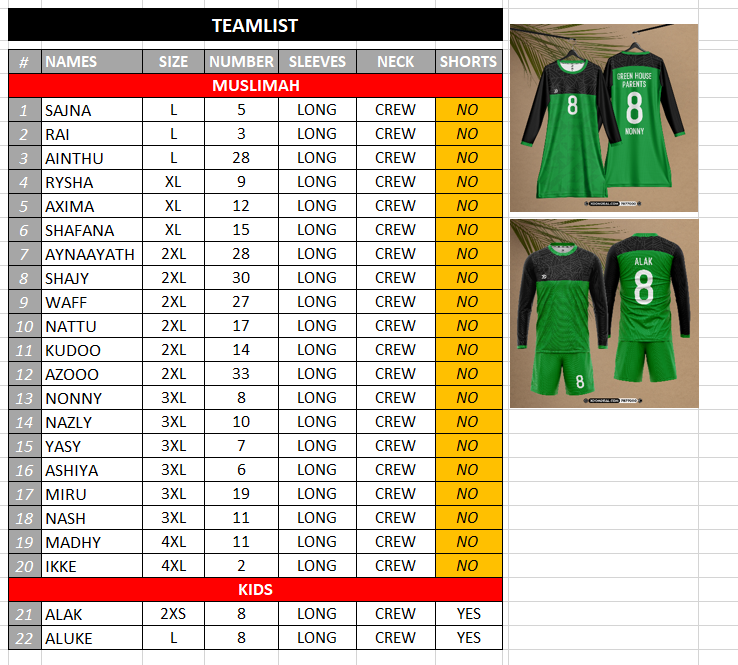 TEAMLIST
# NAMES SIZE NUMBER SLEEVES NECK SHORTS
MUSLIMAH
1 SAJNA L 5 LONG CREW NO
2 RAI L 3 LONG CREW NO
3 AINTHU L 28 LONG CREW NO
4 RYSHA XL 9 LONG CREW NO
5 AXIMA XL 12 LONG CREW NO
6 SHAFANA XL 15 LONG CREW NO
7 AYNAAYATH 2XL 28 LONG CREW NO
8 SHAJY 2XL 30 LONG CREW NO
9 WAFF 2XL 27 LONG CREW NO
10 NATTU 2XL 17 LONG CREW NO
11 KUDOO 2XL 14 LONG CREW NO
12 AZOOO 2XL 33 LONG CREW NO
13 NONNY 3XL 8 LONG CREW NO
14 NAZLY 3XL 10 LONG CREW NO
15 YASY 3XL 7 LONG CREW NO
16 ASHIYA 3XL 6 LONG CREW NO
17 MIRU 3XL 19 LONG CREW NO
18 NASH 3XL 11 LONG CREW NO
19 MADHY 4XL 11 LONG CREW NO
20 IKKE 4XL 2 LONG CREW NO
KIDS
21 ALAK 2XS 8 LONG CREW YES
22 ALUKE L 8 LONG CREW YES
8
GREEN HOUSE
PARENTS
8
NONNY
ALAK
8
8